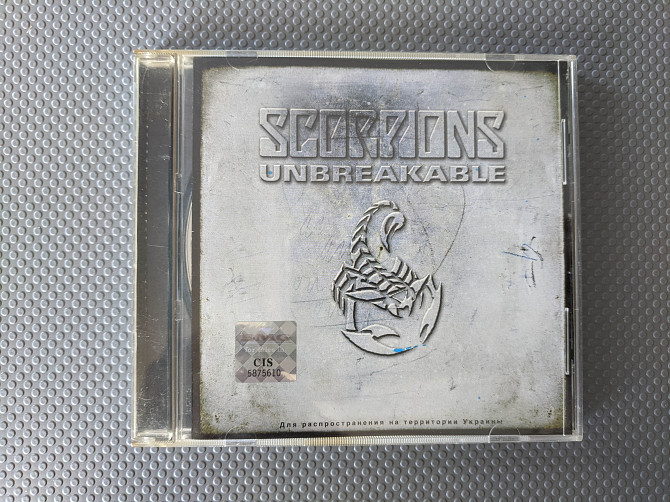 SCORPIONS
UNBREAKABLE
CIS
5875610
Для распространения на территории Украины